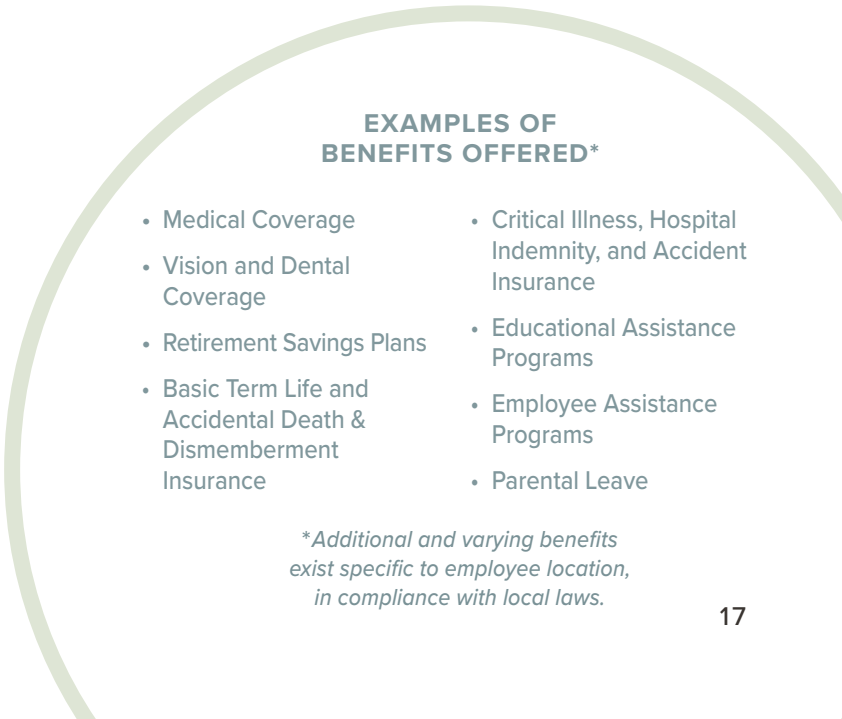 EXAMPLES OF
BENEFITS OFFERED*
• Medical Coverage
• Vision and Dental
Coverage
• Retirement Savings Plans
• Basic Term Life and
Accidental Death &
Dismemberment
Insurance
• Critical Illness, Hospital
Indemnity, and Accident
Insurance
• Educational Assistance
Programs
• Employee Assistance
Programs
• Parental Leave
*Additional and varying benefits
exist specific to employee location,
in compliance with local laws.
17